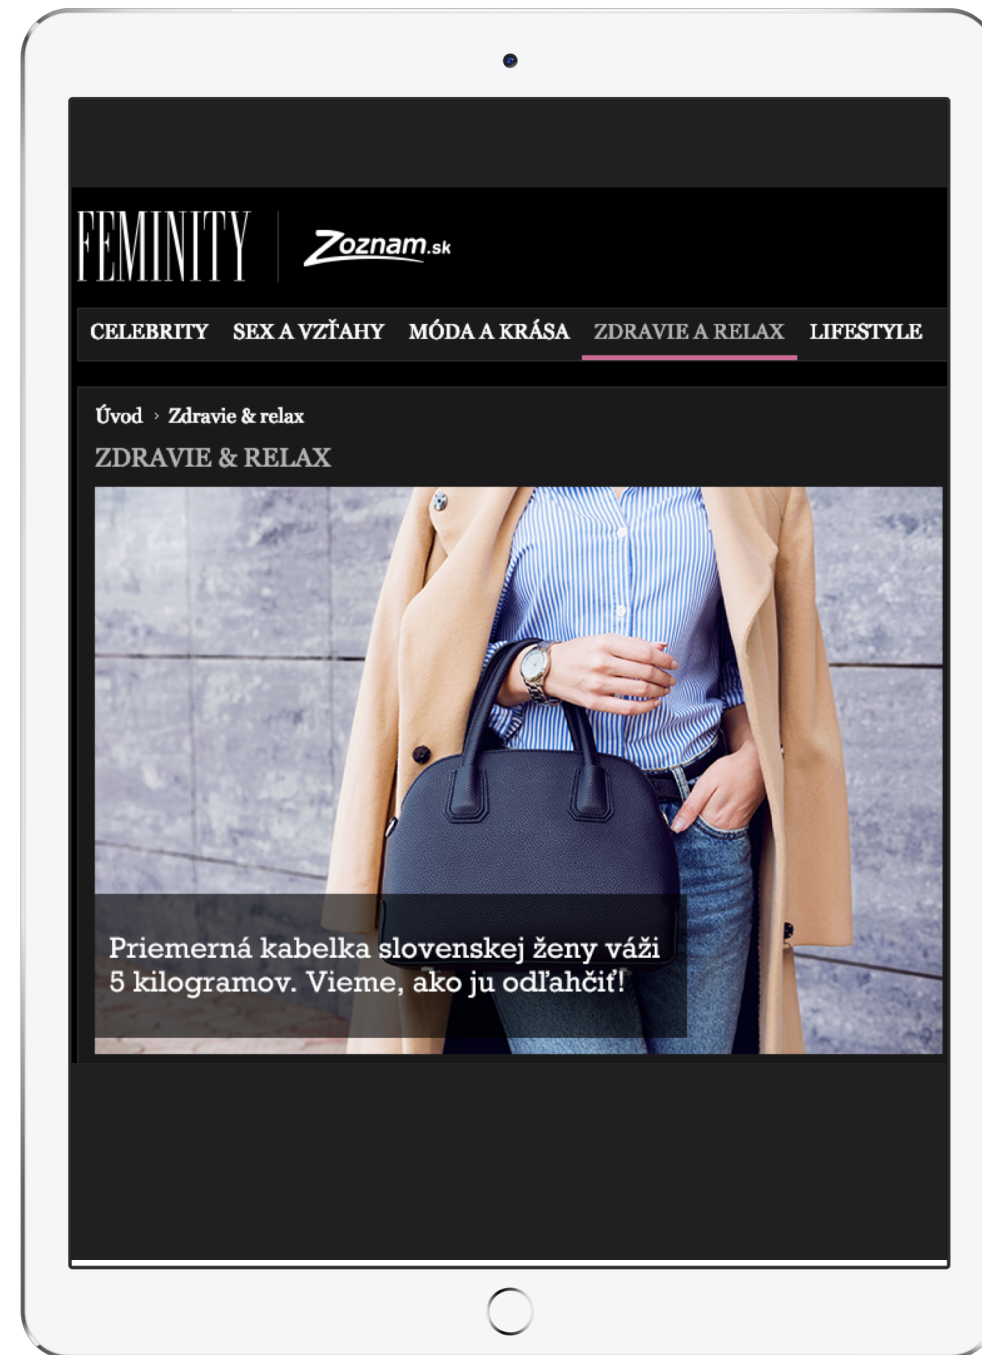 FEMINITY
Zoznam.sk
CELEBRITY SEX A VZŤAHY MÓDA A KRÁSA ZDRAVIE A RELAX LIFESTYLE
Úvod › Zdravie & relax
ZDRAVIE & RELAX
Priemerná kabelka slovenskej ženy váži
5 kilogramov. Vieme, ako ju odľahčiť!